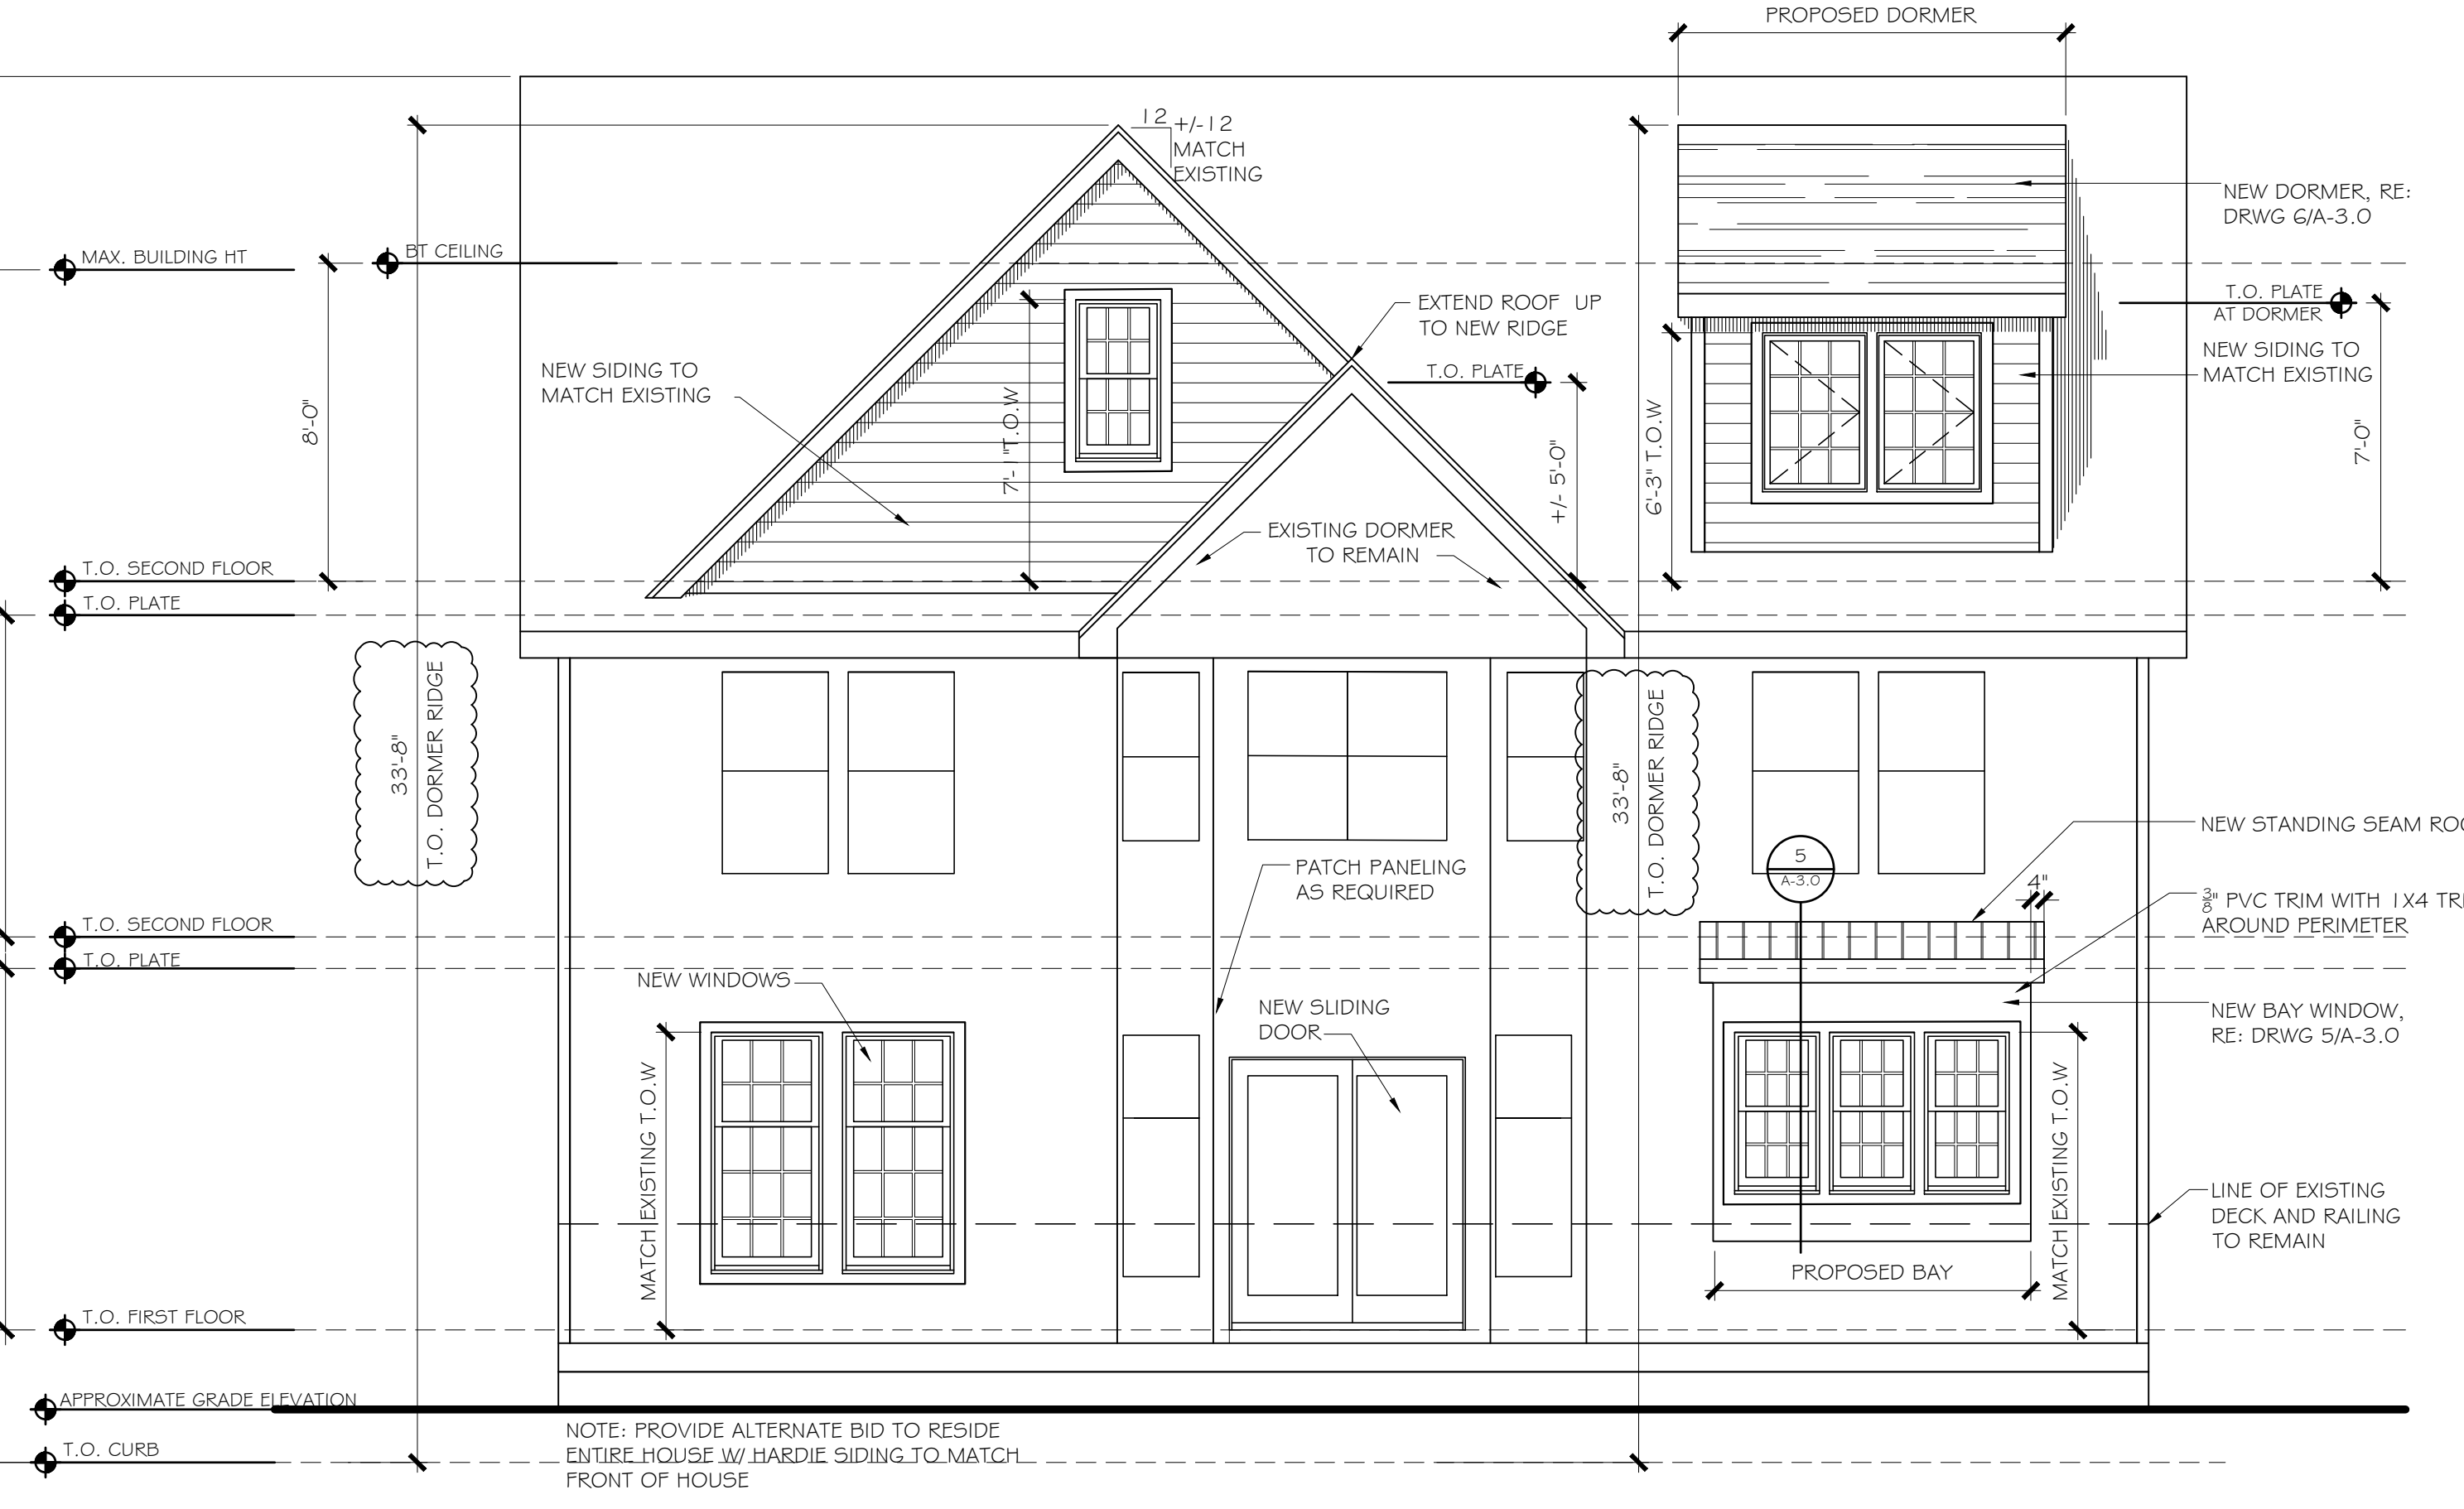 PROPOSED DORMER
12
+/-12
MATCH
EXISTING
NEW DORMER, RE:
DRWG 6/A-3.0
MAX. BUILDING HT
BT CEILING
T.O. PLATE
AT DORMER
EXTEND ROOF UP
TO NEW RIDGE
NEW SIDING TO
MATCH EXISTING
T.O. PLATE
NEW SIDING TO
MATCH EXISTING
8'-0"
7'-1" T.O.W
+/- 5'-0"
6'-3" T.O.W
7'-0"
EXISTING DORMER
TO REMAIN
T.O. SECOND FLOOR
T.O. PLATE
33'-8"
T.O. DORMER RIDGE
33'-8"
T.O. DORMER RIDGE
NEW STANDING SEAM
5
A-3.0
PATCH PANELING
AS REQUIRED
4"
3/8" PVC TRIM WITH 1X4
AROUND PERIMETER
T.O. SECOND FLOOR
T.O. PLATE
NEW WINDOWS
NEW SLIDING
DOOR
NEW BAY WINDOW,
RE: DRWG 5/A-3.0
MATCH EXISTING T.O.W
MATCH EXISTING T.O.W
LINE OF EXISTING
DECK AND RAILING
TO REMAIN
PROPOSED BAY
T.O. FIRST FLOOR
APPROXIMATE GRADE ELEVATION
T.O. CURB
NOTE: PROVIDE ALTERNATE BID TO RESIDE
ENTIRE HOUSE W/ HARDIE SIDING TO MATCH
FRONT OF HOUSE